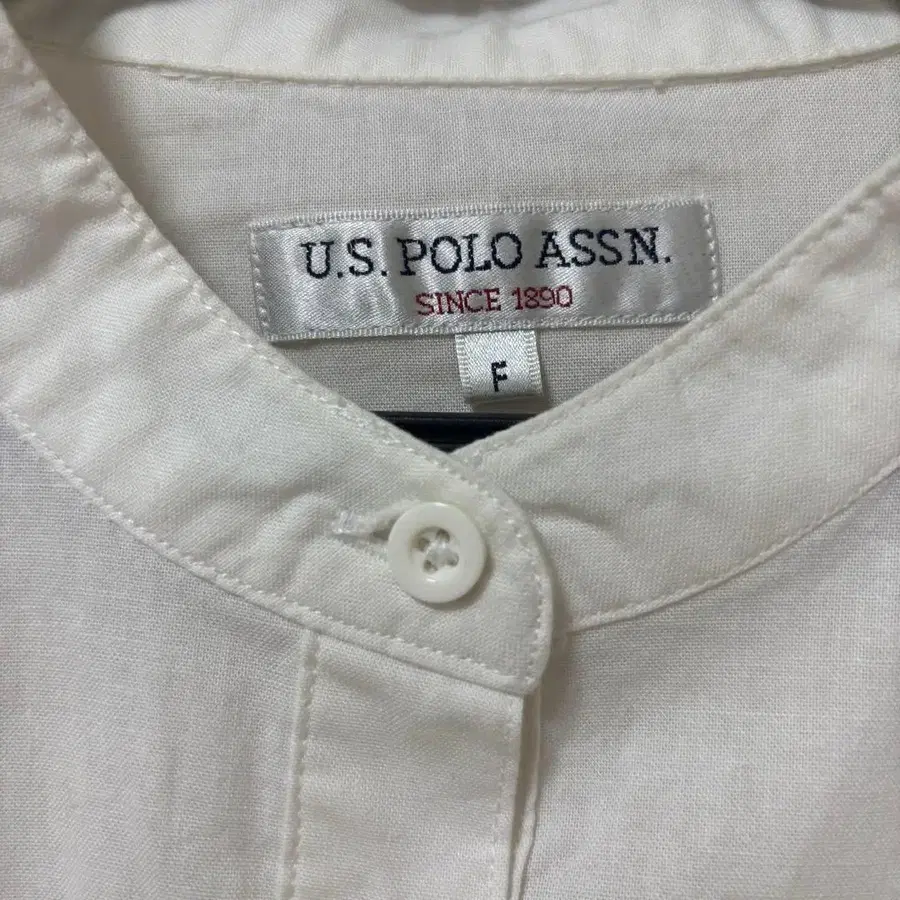 U.S. POLO ASSN.
SINCE 1890
F